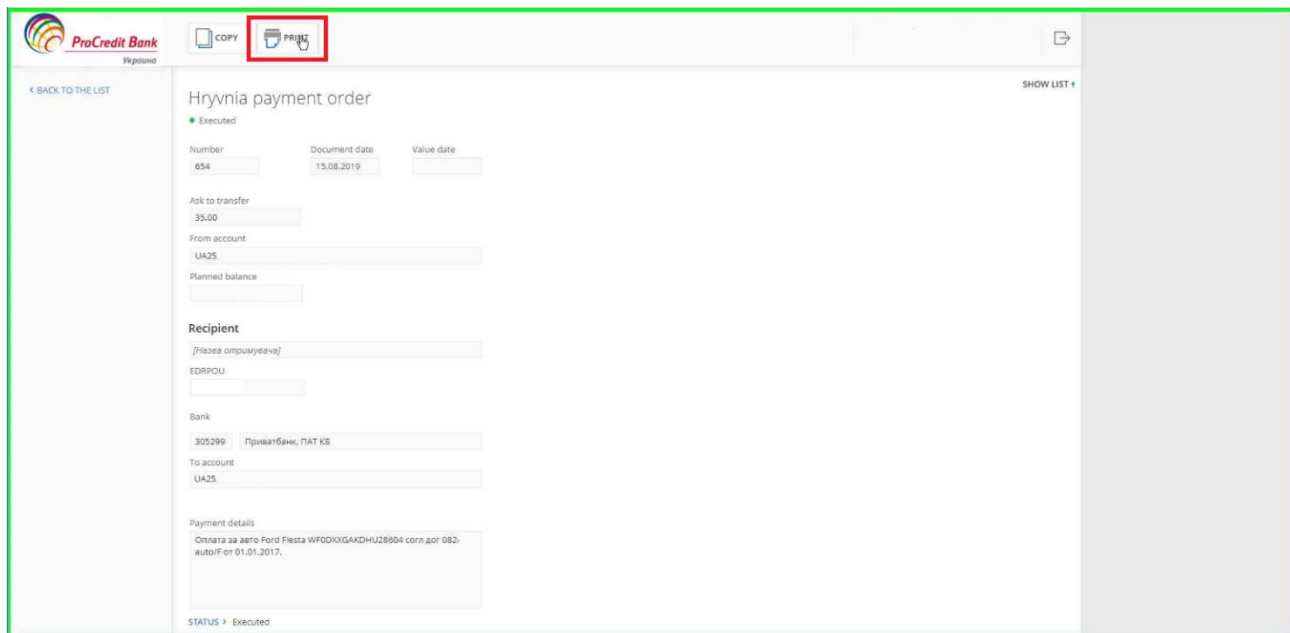 ProCredit Bank
Украина
COPY
PRINT
BACK TO THE LIST
SHOW LIST
Hryvnia payment order
Executed
Number Document date Value date
654 15.08.2019
Ask to transfer
35.00
From account
UA25
Planned balance
Recipient
[Назва отримувача]
EDRPOU
Bank
305299 Приватбанк, ПАТ КБ
To account
UA25
Payment details
Оплата за авто Ford Fiesta WF0DXXGAKDHU28604 согл дог 082-
auto/F от 01.01.2017.
STATUS > Executed